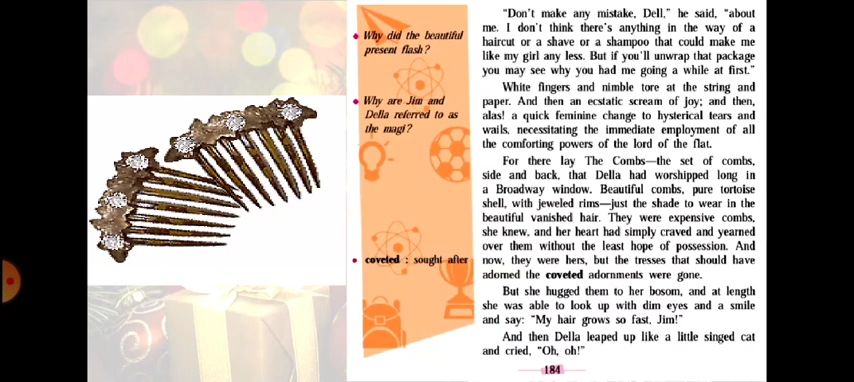 • Why did the beautiful
present flash?
• Why are Jim and
Della referred to as
the magi?
• coveted : sought after
“Don’t make any mistake, Dell,” he said, “about
me. I don’t think there’s anything in the way of a
haircut or a shave or a shampoo that could make me
like my girl any less. But if you’ll unwrap that package
you may see why you had me going a while at first.”
White fingers and nimble tore at the string and
paper. And then an ecstatic scream of joy; and then,
alas! a quick feminine change to hysterical tears and
wails, necessitating the immediate employment of all
the comforting powers of the lord of the flat.
For there lay The Combs—the set of combs,
side and back, that Della had worshipped long in
a Broadway window. Beautiful combs, pure tortoise
shell, with jeweled rims—just the shade to wear in the
beautiful vanished hair. They were expensive combs,
she knew, and her heart had simply craved and yearned
over them without the least hope of possession. And
now, they were hers, but the tresses that should have
adorned the coveted adornments were gone.
But she hugged them to her bosom, and at length
she was able to look up with dim eyes and a smile
and say: “My hair grows so fast, Jim!”
And then Della leaped up like a little singed cat
and cried, “Oh, oh!”
184